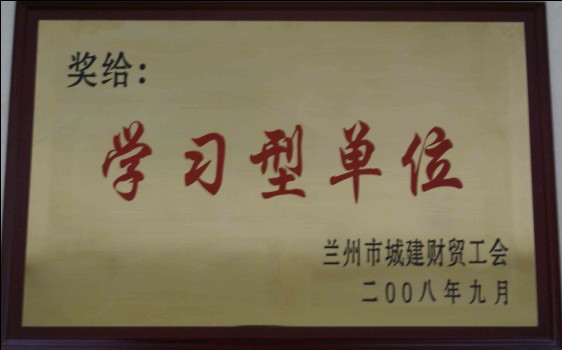 奖给：
学习型单位
兰州市城建财贸工会
二00八年九月